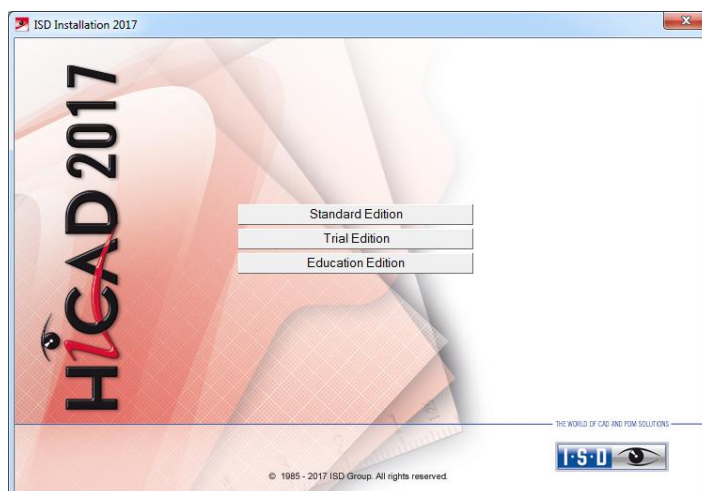 ISD Installation 2017
HiCAD 2017
Standard Edition
Trial Edition
Education Edition
THE WORLD OF CAD AND PDM SOLUTIONS
I·S·D
© 1985 - 2017 ISD Group. All rights reserved.